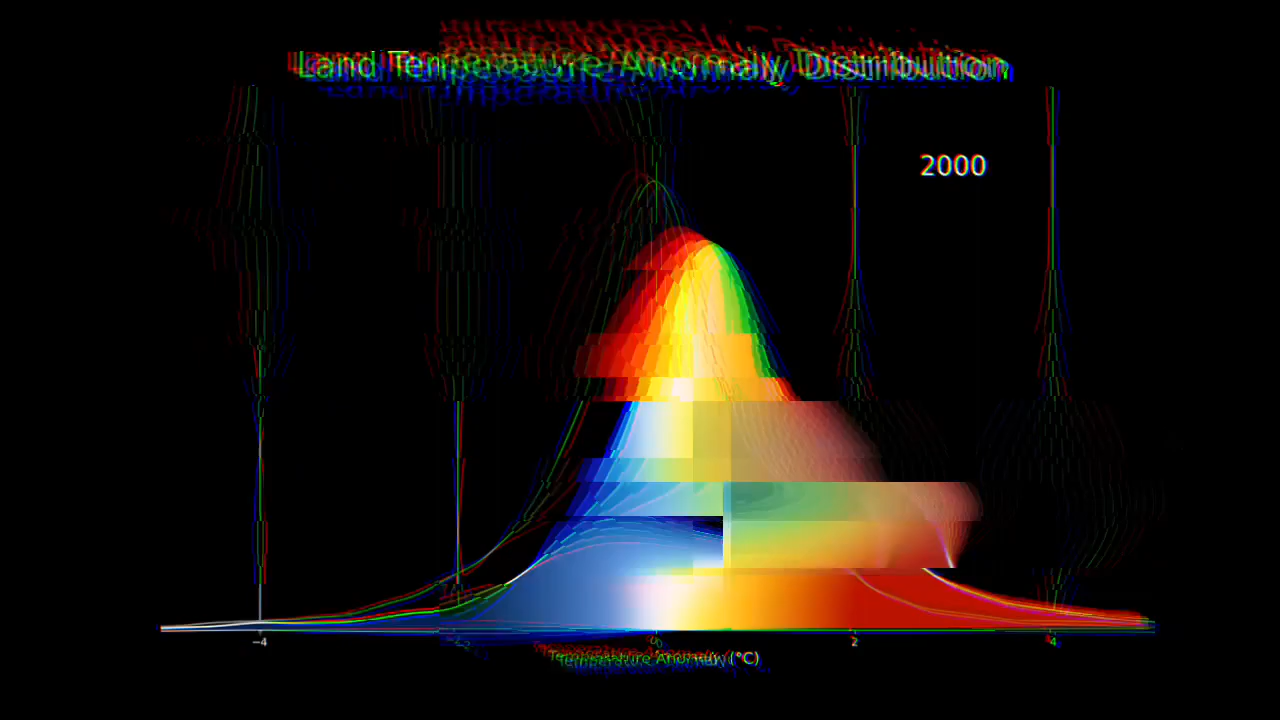 Land Temperature Anomaly Distribution
2000
−4 −2 0 2 4
Temperature Anomaly (°C)